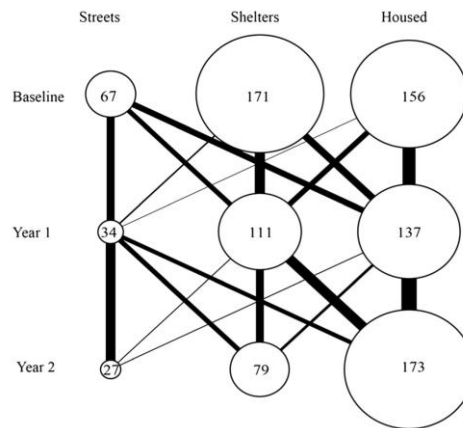 Streets Shelters Housed
Baseline 67 171 156
Year 1 34 111 137
Year 2 27 79 173